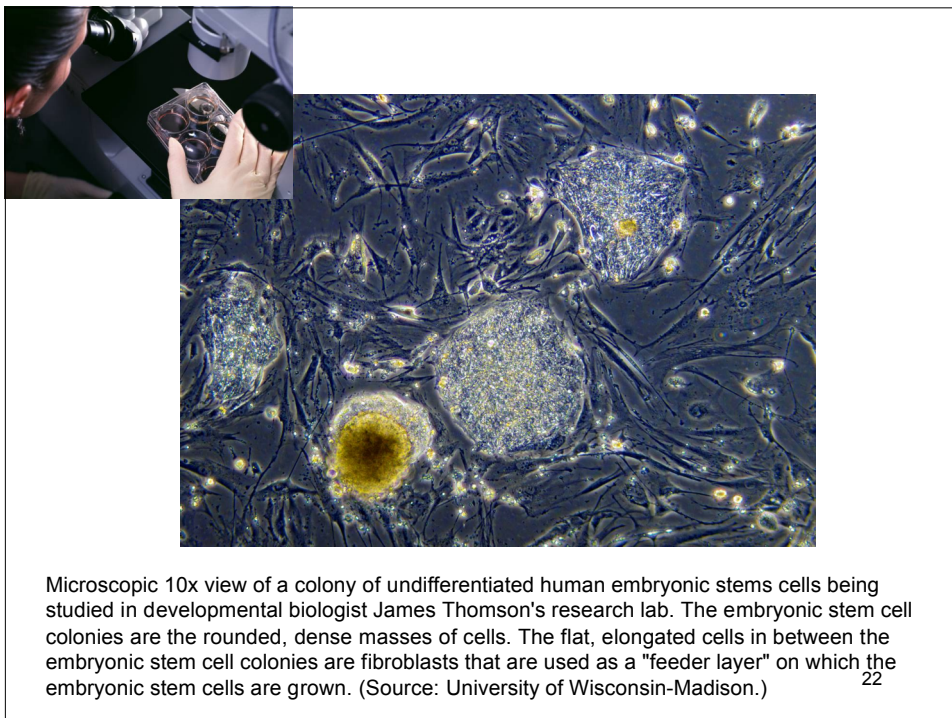 Microscopic 10x view of a colony of undifferentiated human embryonic stems cells being
studied in developmental biologist James Thomson's research lab. The embryonic stem cell
colonies are the rounded, dense masses of cells. The flat, elongated cells in between the
embryonic stem cell colonies are fibroblasts that are used as a "feeder layer" on which the
embryonic stem cells are grown. (Source: University of Wisconsin-Madison.)
22